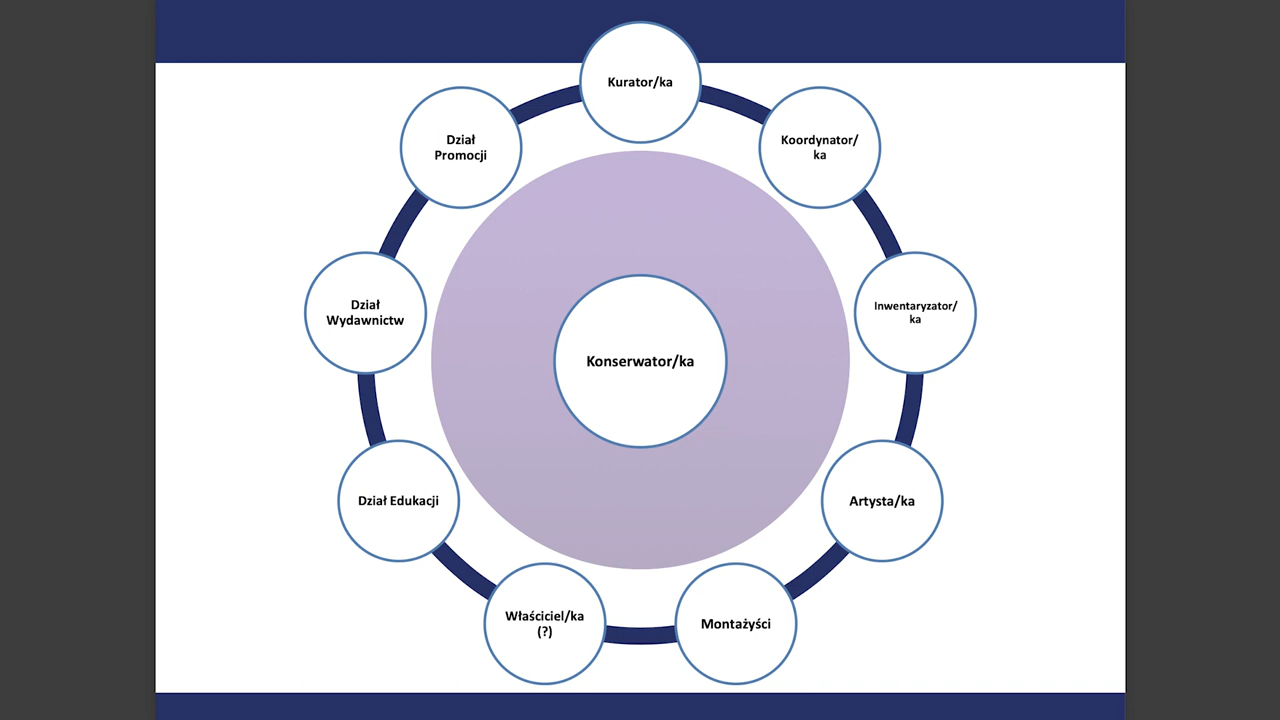 Kurator/ka
Dział
Promocji
Koordynator/
ka
Dział
Wydawnictw
Inwentaryzator/
ka
Konserwator/ka
Dział Edukacji
Artysta/ka
Właściciel/ka
(?)
Montażyści